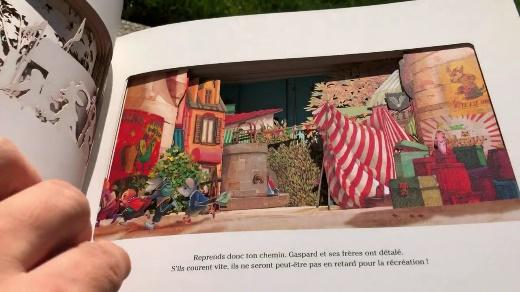 Reprends donc ton chemin. Gaspard et ses frères ont détalé.
S'ils courent vite, ils ne seront peut-être pas en retard pour la récréation !